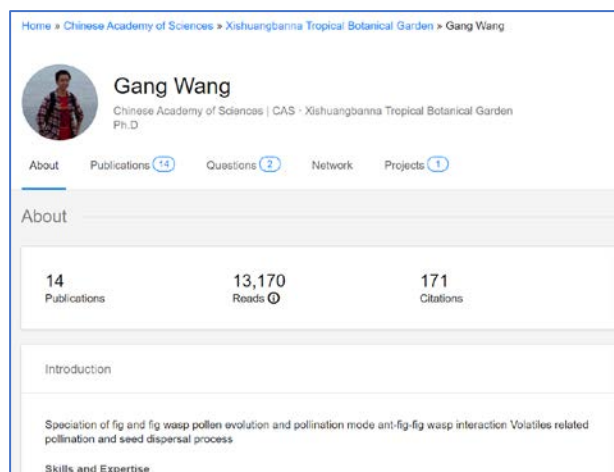 Home » Chinese Academy of Sciences » Xishuangbanna Tropical Botanical Garden » Gang Wang
Gang Wang
Chinese Academy of Sciences | CAS · Xishuangbanna Tropical Botanical Garden
Ph.D
About Publications 14 Questions 2 Network Projects 1
About
14 13,170 171
Publications Reads Citations
Introduction
Speciation of fig and fig wasp pollen evolution and pollination mode ant-fig-fig wasp interaction Volatiles related
pollination and seed dispersal process
Skills and Expertise